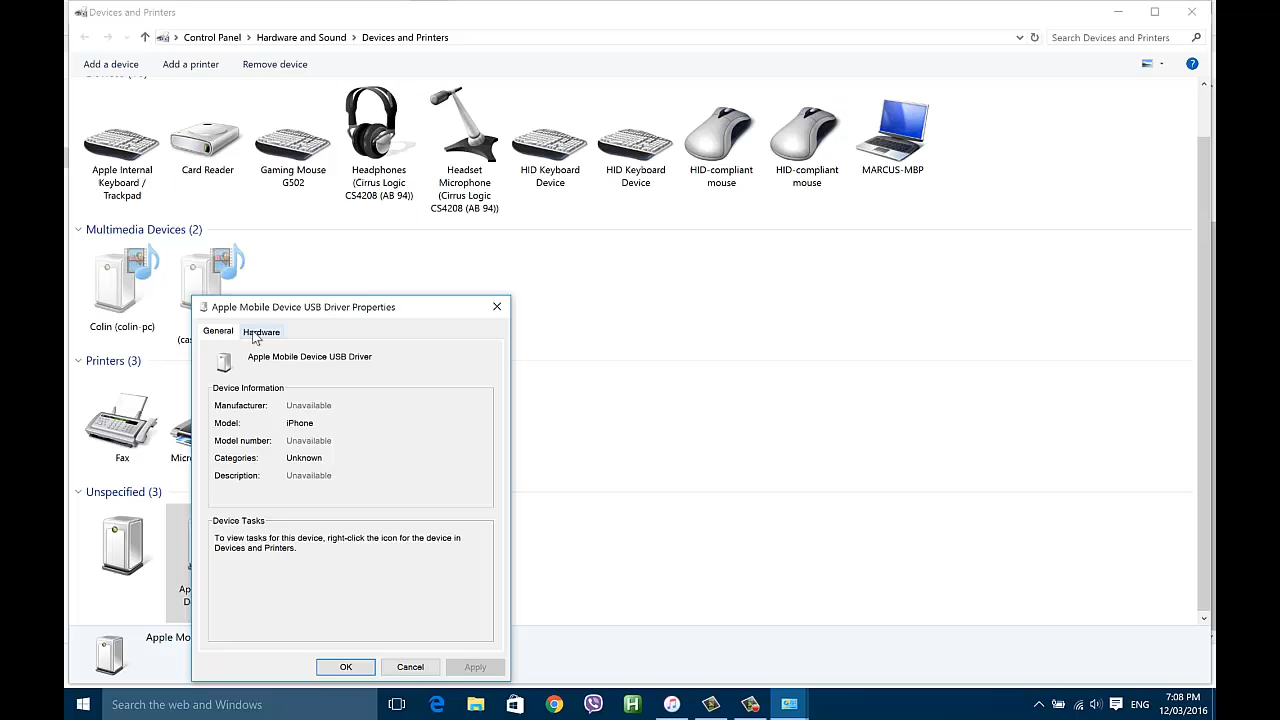 Devices and Printers
Control Panel > Hardware and Sound > Devices and Printers
Search Devices and Printers
Add a device
Add a printer
Remove device
Apple Internal
Keyboard /
Trackpad
Card Reader
Gaming Mouse
G502
Headphones
(Cirrus Logic
CS4208 (AB 94))
Headset
Microphone
(Cirrus Logic
CS4208 (AB 94))
HID Keyboard
Device
HID Keyboard
Device
HID-compliant
mouse
HID-compliant
mouse
MARCUS-MBP
Multimedia Devices (2)
Colin (colin-pc)
Printers (3)
Fax
Unspecified (3)
Apple Mobile Device USB Driver Properties
General
Hardware
Apple Mobile Device USB Driver
Device Information
Manufacturer: Unavailable
Model: iPhone
Model number: Unavailable
Categories: Unknown
Description: Unavailable
Device Tasks
To view tasks for this device, right-click the icon for the device in
Devices and Printers.
OK
Cancel
Apply
Search the web and Windows
ENG
7:08 PM
12/03/2016